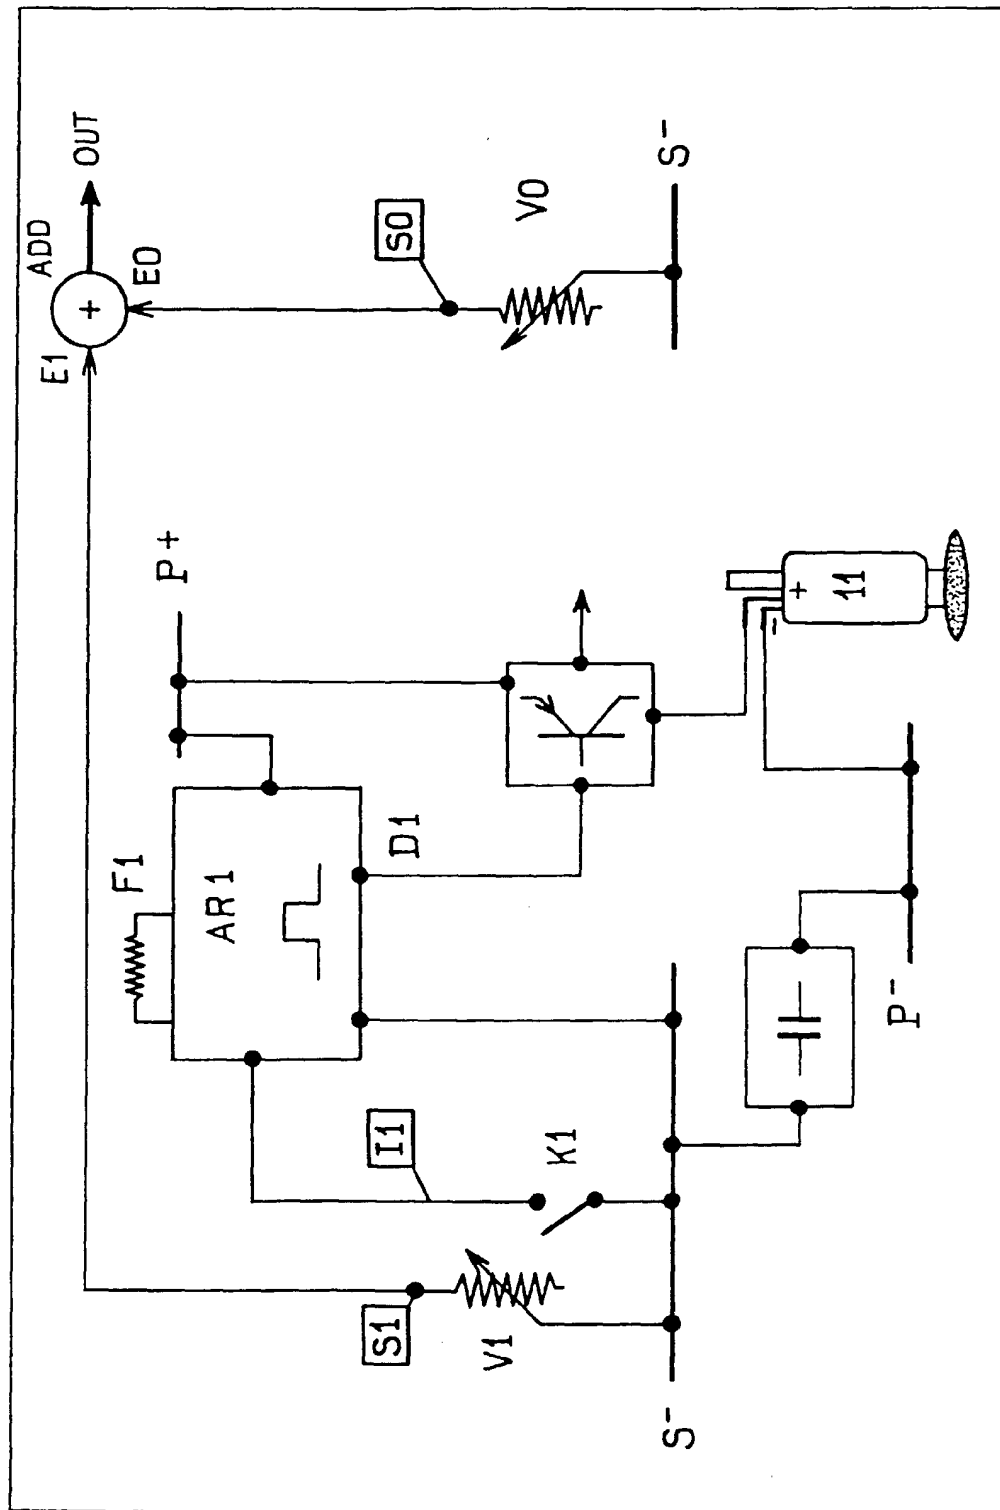 ADD
OUT
E1
+
E0
S0
V0
S-
P+
F1
AR1
D1
I1
K1
S1
V1
S-
P-
+
-
11